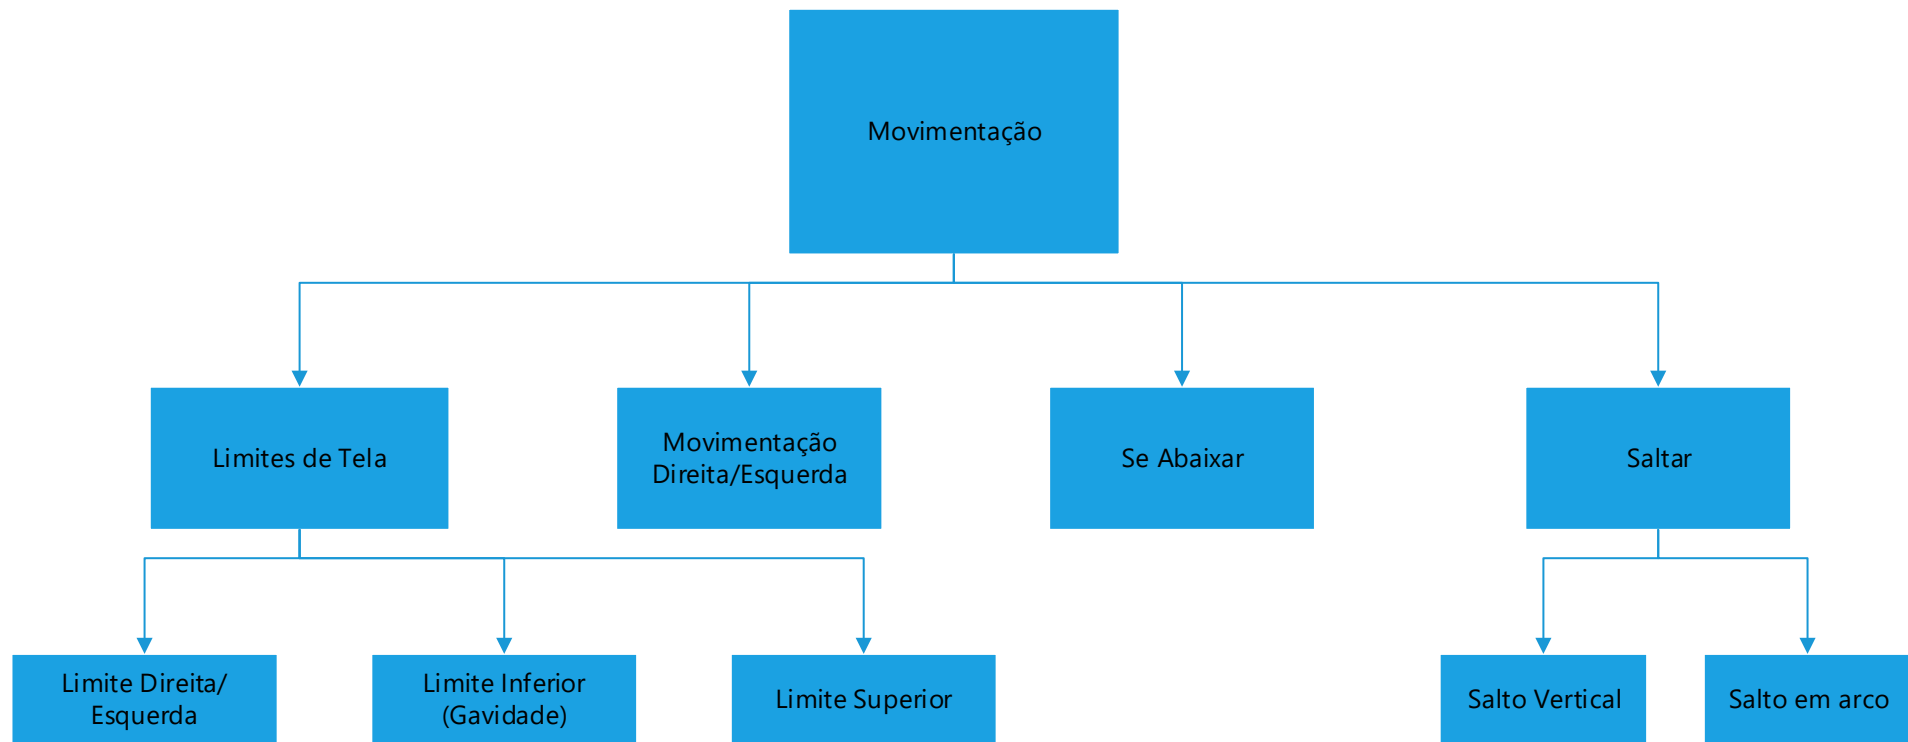 Movimentação
Limites de Tela
Movimentação
Direita/Esquerda
Se Abaixar
Saltar
Limite Direita/
Esquerda
Limite Inferior
(Gavidade)
Limite Superior
Salto Vertical
Salto em arco